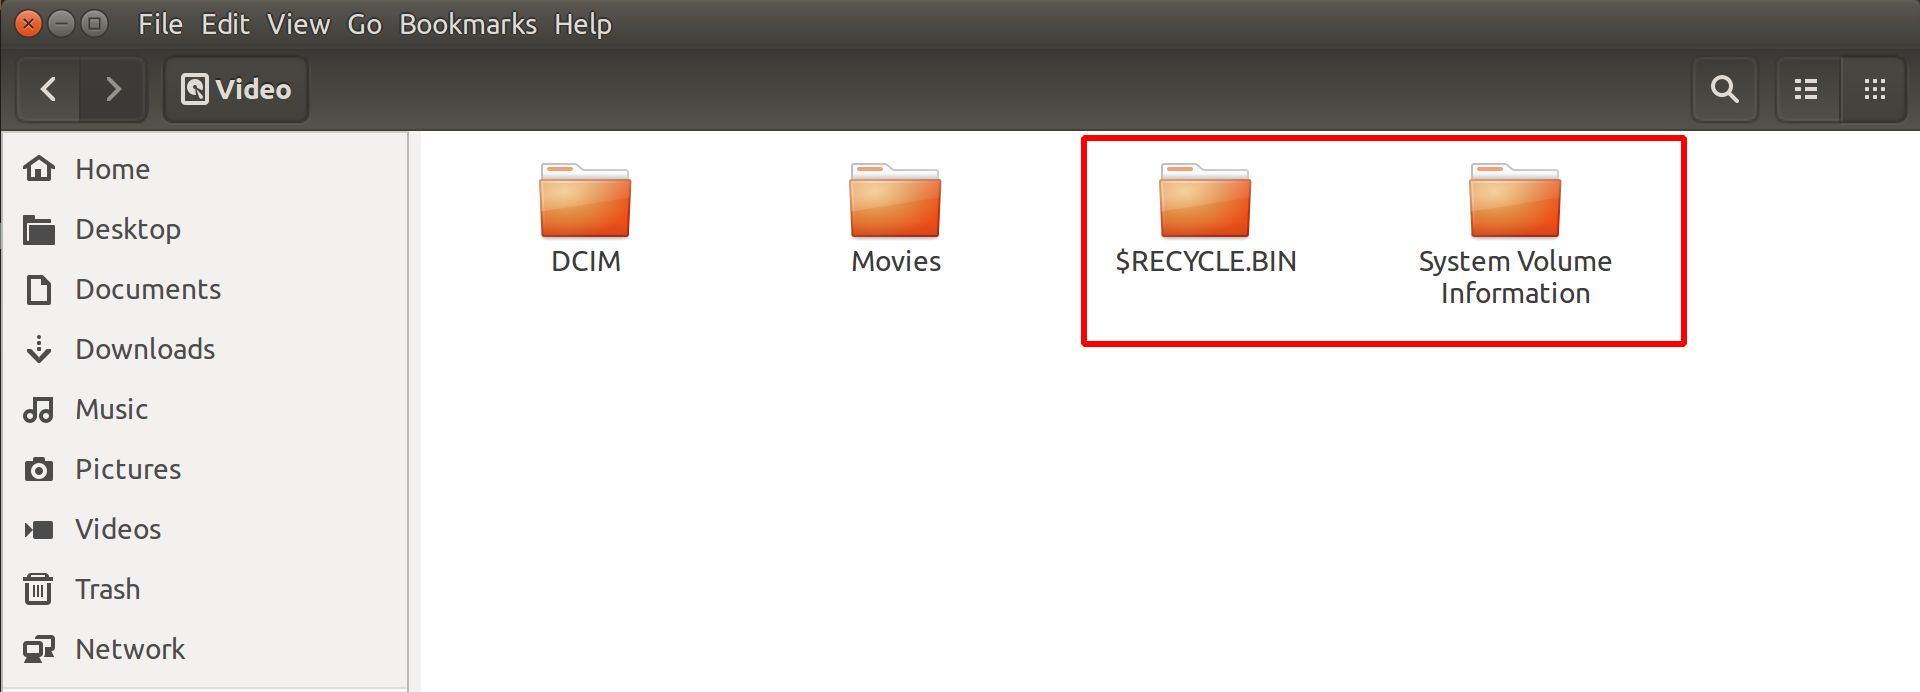 File Edit View Go Bookmarks Help
Video
Home
Desktop
Documents
Downloads
Music
Pictures
Videos
Trash
Network
DCIM
Movies
$RECYCLE.BIN
System Volume
Information